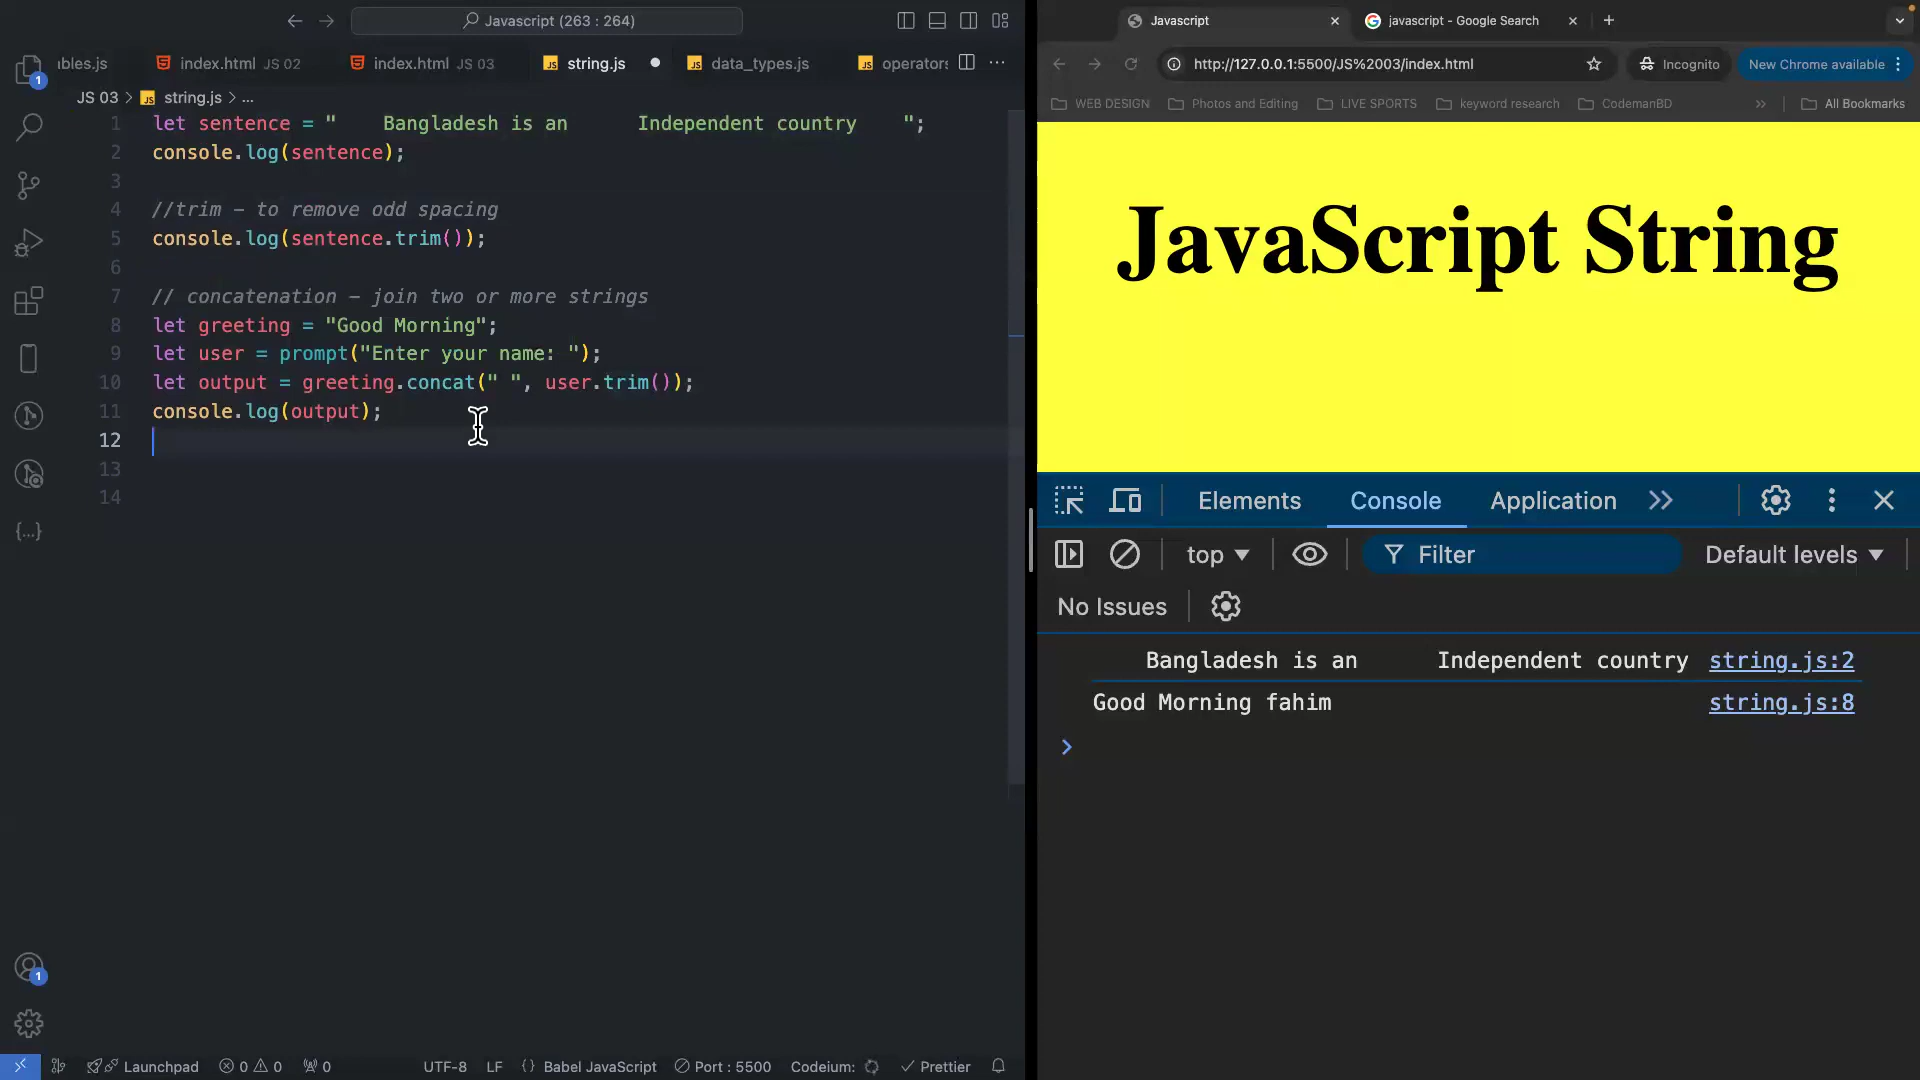 Javascript (263 : 264)
ables.js
index.html JS 02
index.html JS 03
string.js
data_types.js
operators
JS 03 > string.js > ...
1 let sentence = "    Bangladesh is an      Independent country    ";
2 console.log(sentence);
3
4 //trim - to remove odd spacing
5 console.log(sentence.trim());
6
7 // concatenation - join two or more strings
8 let greeting = "Good Morning";
9 let user = prompt("Enter your name: ");
10 let output = greeting.concat(" ", user.trim());
11 console.log(output);
12
13
14
1
1
Launchpad
0 0
0
UTF-8
LF
Babel JavaScript
Port : 5500
Codeium:
Prettier
Javascript
javascript - Google Search
http://127.0.0.1:5500/JS%2003/index.html
Incognito
New Chrome available
WEB DESIGN
Photos and Editing
LIVE SPORTS
keyword research
CodemanBD
All Bookmarks
JavaScript String
Elements
Console
Application
top
Filter
Default levels
No Issues
    Bangladesh is an      Independent country string.js:2
Good Morning fahim string.js:8